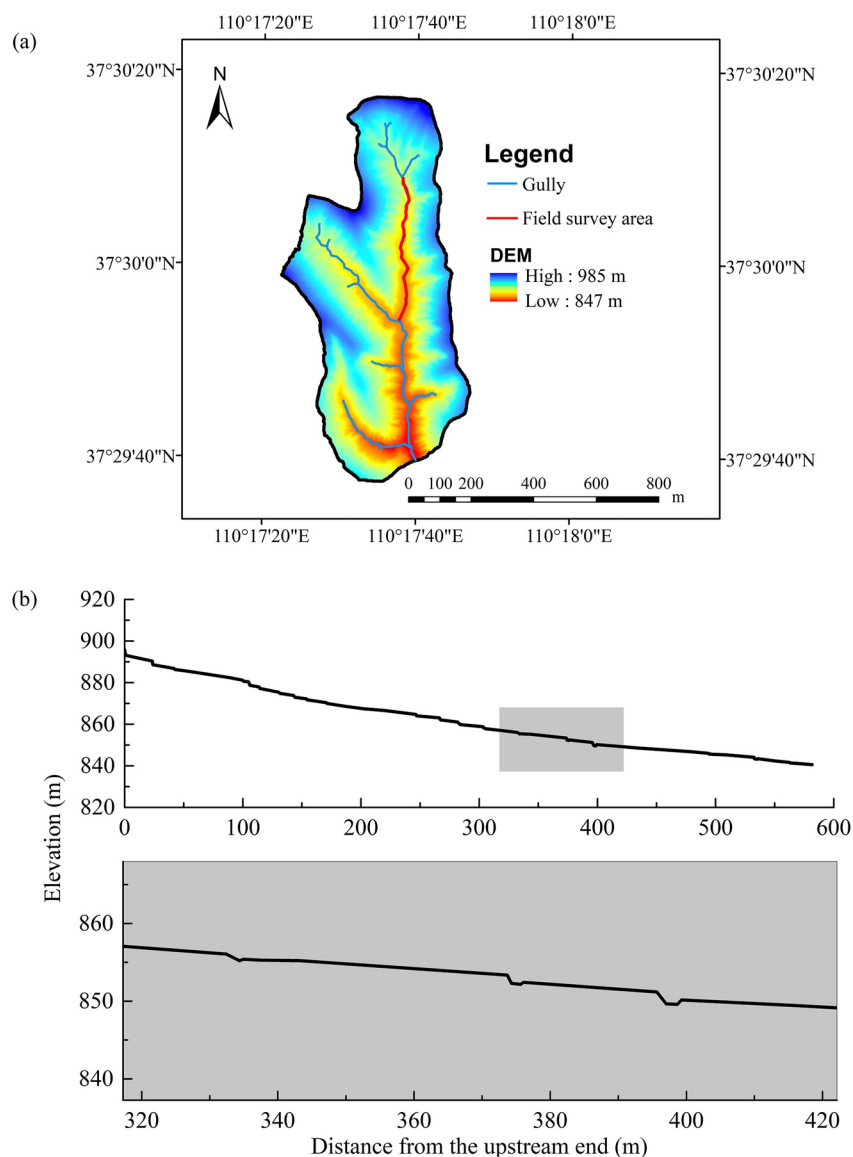 (a)
110°17'20"E 110°17'40"E 110°18'0"E
37°30'20"N 37°30'20"N
N
Legend
Gully
Field survey area
37°30'0"N 37°30'0"N
DEM
High : 985 m
Low : 847 m
37°29'40"N 37°29'40"N
0 100 200 400 600 800 m
110°17'20"E 110°17'40"E 110°18'0"E
(b)
920
900
880
860
840
820
0 100 200 300 400 500 600
Elevation (m)
860
850
840
320 340 360 380 400 420
Distance from the upstream end (m)